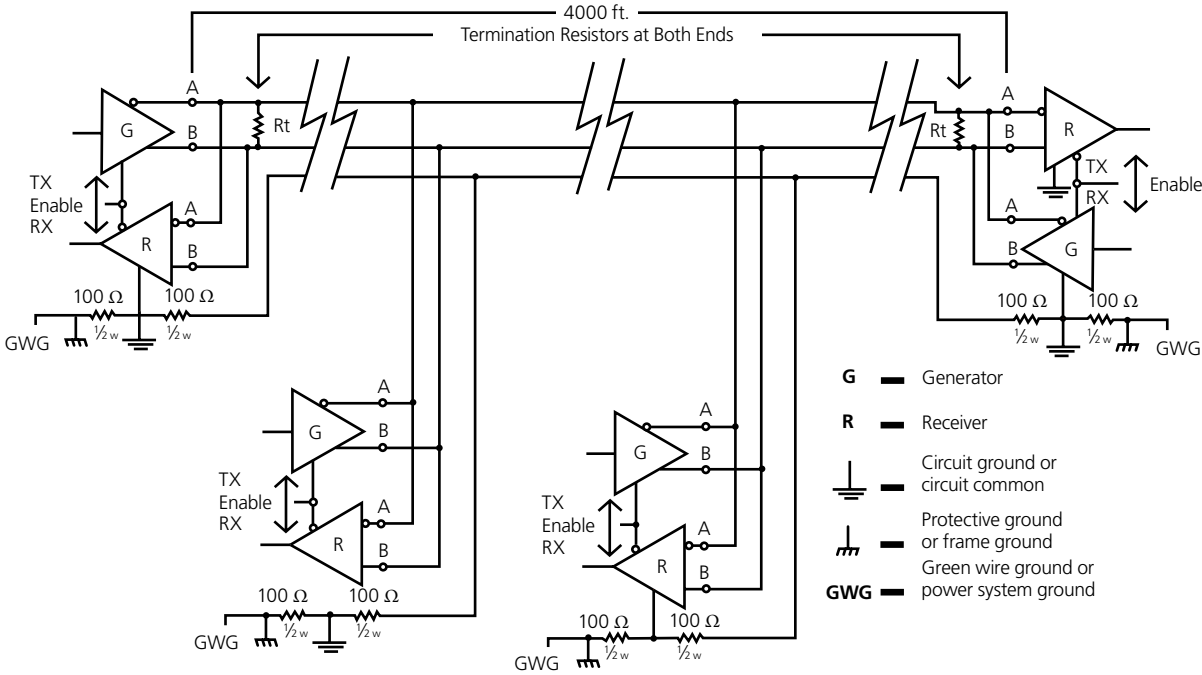 4000 ft.
Termination Resistors at Both Ends
A
G
B
Rt
TX
Enable
RX
A
R
B
100 Ω
100 Ω
½ w
½ w
GWG
A
Rt
B
R
TX
Enable
RX
A
B
G
100 Ω
100 Ω
½ w
½ w
GWG
A
G
B
TX
Enable
RX
A
R
B
100 Ω
100 Ω
½ w
½ w
GWG
A
G
B
TX
Enable
RX
A
R
B
100 Ω
100 Ω
½ w
½ w
GWG
G Generator
R Receiver
Circuit ground or
circuit common
Protective ground
or frame ground
Green wire ground or
GWG power system ground